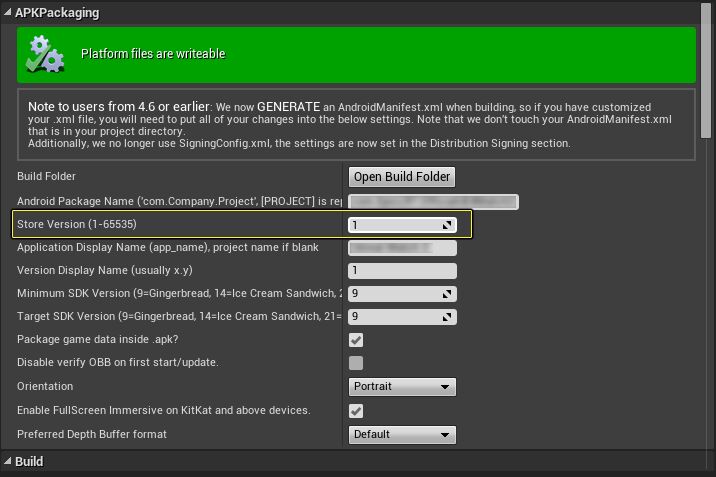 APKPackaging
Platform files are writeable
Note to users from 4.6 or earlier: We now GENERATE an AndroidManifest.xml when building, so if you have customized
your .xml file, you will need to put all of your changes into the below settings. Note that we don't touch your AndroidManifest.xml
that is in your project directory.
Additionally, we no longer use SigningConfig.xml, the settings are now set in the Distribution Signing section.
Build Folder Open Build Folder
Android Package Name ('com.Company.Project', [PROJECT] is rep
Store Version (1-65535) 1
Application Display Name (app_name), project name if blank
Version Display Name (usually x.y) 1
Minimum SDK Version (9=Gingerbread, 14=Ice Cream Sandwich, 2 9
Target SDK Version (9=Gingerbread, 14=Ice Cream Sandwich, 21= 9
Package game data inside .apk?
Disable verify OBB on first start/update.
Orientation Portrait
Enable FullScreen Immersive on KitKat and above devices.
Preferred Depth Buffer format Default
Build